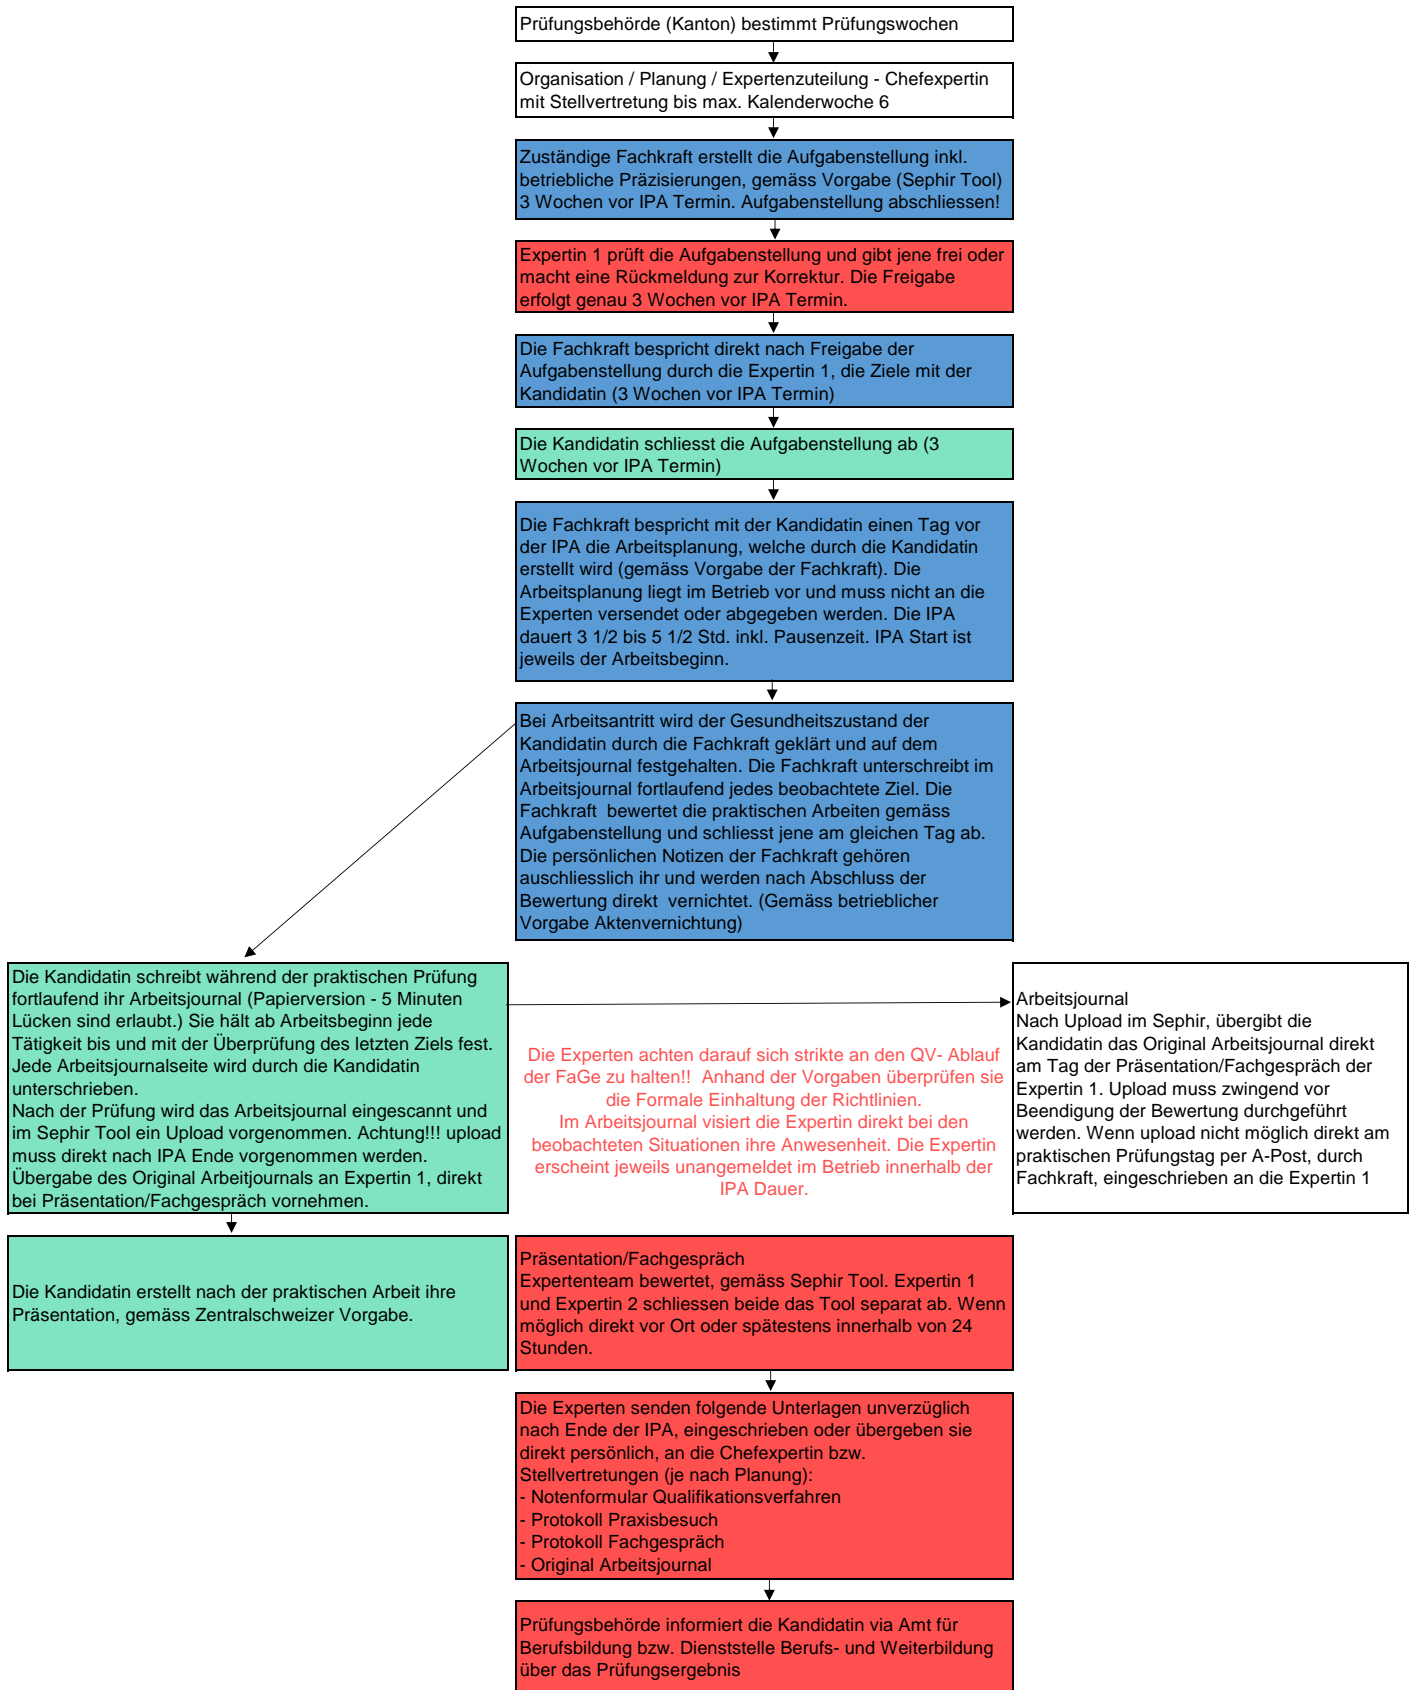 Prüfungsbehörde (Kanton) bestimmt Prüfungswochen
Organisation / Planung / Expertenzuteilung - Chefexpertin
mit Stellvertretung bis max. Kalenderwoche 6
Zuständige Fachkraft erstellt die Aufgabenstellung inkl.
betriebliche Präzisierungen, gemäss Vorgabe (Sephir Tool)
3 Wochen vor IPA Termin. Aufgabenstellung abschliessen!
Expertin 1 prüft die Aufgabenstellung und gibt jene frei oder
macht eine Rückmeldung zur Korrektur. Die Freigabe
erfolgt genau 3 Wochen vor IPA Termin.
Die Fachkraft bespricht direkt nach Freigabe der
Aufgabenstellung durch die Expertin 1, die Ziele mit der
Kandidatin (3 Wochen vor IPA Termin)
Die Kandidatin schliesst die Aufgabenstellung ab (3
Wochen vor IPA Termin)
Die Fachkraft bespricht mit der Kandidatin einen Tag vor
der IPA die Arbeitsplanung, welche durch die Kandidatin
erstellt wird (gemäss Vorgabe der Fachkraft). Die
Arbeitsplanung liegt im Betrieb vor und muss nicht an die
Experten versendet oder abgegeben werden. Die IPA
dauert 3 1/2 bis 5 1/2 Std. inkl. Pausenzeit. IPA Start ist
jeweils der Arbeitsbeginn.
Bei Arbeitsantritt wird der Gesundheitszustand der
Kandidatin durch die Fachkraft geklärt und auf dem
Arbeitsjournal festgehalten. Die Fachkraft unterschreibt im
Arbeitsjournal fortlaufend jedes beobachtete Ziel. Die
Fachkraft  bewertet die praktischen Arbeiten gemäss
Aufgabenstellung und schliesst jene am gleichen Tag ab.
Die persönlichen Notizen der Fachkraft gehören
auschliesslich ihr und werden nach Abschluss der
Bewertung direkt  vernichtet. (Gemäss betrieblicher
Vorgabe Aktenvernichtung)
Die Kandidatin schreibt während der praktischen Prüfung
fortlaufend ihr Arbeitsjournal (Papierversion - 5 Minuten
Lücken sind erlaubt.) Sie hält ab Arbeitsbeginn jede
Tätigkeit bis und mit der Überprüfung des letzten Ziels fest.
Jede Arbeitsjournalseite wird durch die Kandidatin
unterschrieben.
Nach der Prüfung wird das Arbeitsjournal eingescannt und
im Sephir Tool ein Upload vorgenommen. Achtung!!! upload
muss direkt nach IPA Ende vorgenommen werden.
Übergabe des Original Arbeitjournals an Expertin 1, direkt
bei Präsentation/Fachgespräch vornehmen.
Die Experten achten darauf sich strikte an den QV- Ablauf
der FaGe zu halten!!  Anhand der Vorgaben überprüfen sie
die Formale Einhaltung der Richtlinien.
Im Arbeitsjournal visiert die Expertin direkt bei den
beobachteten Situationen ihre Anwesenheit. Die Expertin
erscheint jeweils unangemeldet im Betrieb innerhalb der
IPA Dauer.
Arbeitsjournal
Nach Upload im Sephir, übergibt die
Kandidatin das Original Arbeitsjournal direkt
am Tag der Präsentation/Fachgespräch der
Expertin 1. Upload muss zwingend vor
Beendigung der Bewertung durchgeführt
werden. Wenn upload nicht möglich direkt am
praktischen Prüfungstag per A-Post, durch
Fachkraft, eingeschrieben an die Expertin 1
Die Kandidatin erstellt nach der praktischen Arbeit ihre
Präsentation, gemäss Zentralschweizer Vorgabe.
Präsentation/Fachgespräch
Expertenteam bewertet, gemäss Sephir Tool. Expertin 1
und Expertin 2 schliessen beide das Tool separat ab. Wenn
möglich direkt vor Ort oder spätestens innerhalb von 24
Stunden.
Die Experten senden folgende Unterlagen unverzüglich
nach Ende der IPA, eingeschrieben oder übergeben sie
direkt persönlich, an die Chefexpertin bzw.
Stellvertretungen (je nach Planung):
- Notenformular Qualifikationsverfahren
- Protokoll Praxisbesuch
- Protokoll Fachgespräch
- Original Arbeitsjournal
Prüfungsbehörde informiert die Kandidatin via Amt für
Berufsbildung bzw. Dienststelle Berufs- und Weiterbildung
über das Prüfungsergebnis